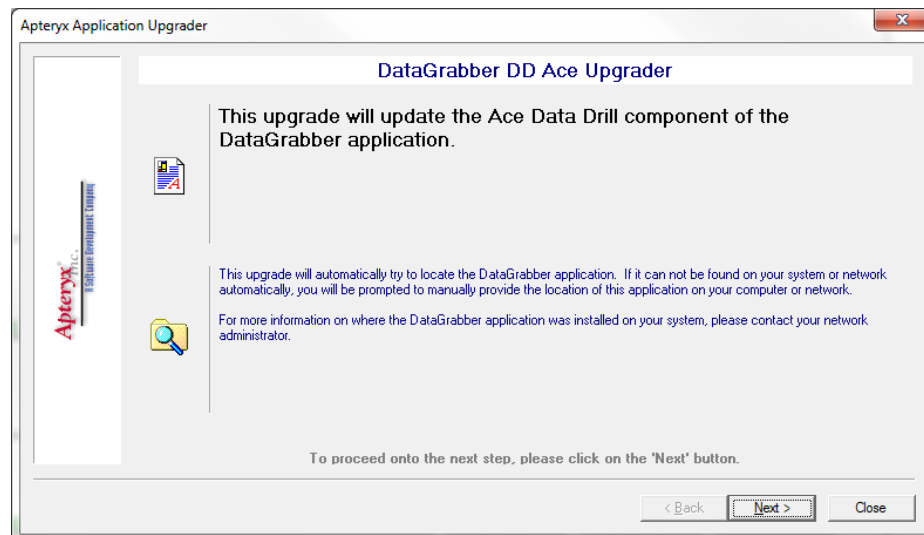 Apteryx Application Upgrader
DataGrabber DD Ace Upgrader
This upgrade will update the Ace Data Drill component of the
DataGrabber application.
Apteryx Inc.
A Software Development Company
This upgrade will automatically try to locate the DataGrabber application.  If it can not be found on your system or network
automatically, you will be prompted to manually provide the location of this application on your computer or network.
For more information on where the DataGrabber application was installed on your system, please contact your network
administrator.
To proceed onto the next step, please click on the 'Next' button.
< Back
Next >
Close